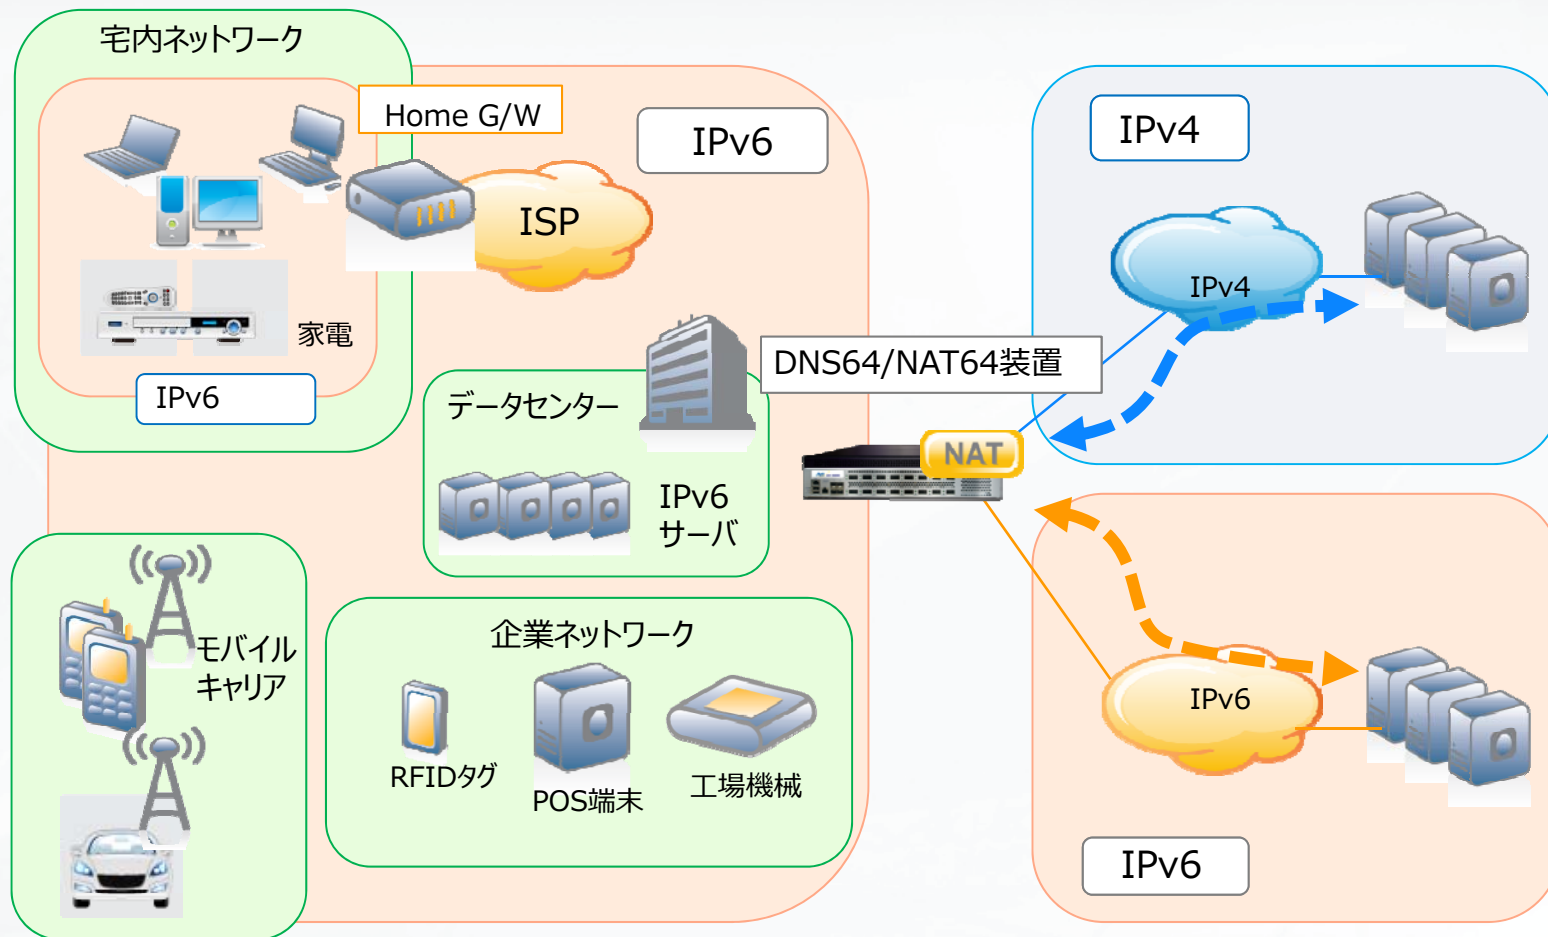 宅内ネットワーク
Home G/W
IPv6
IPv4
ISP
IPv4
家電
DNS64/NAT64装置
IPv6
データセンター
NAT
IPv6
サーバ
モバイル
キャリア
企業ネットワーク
IPv6
RFIDタグ
POS端末
工場機械
IPv6